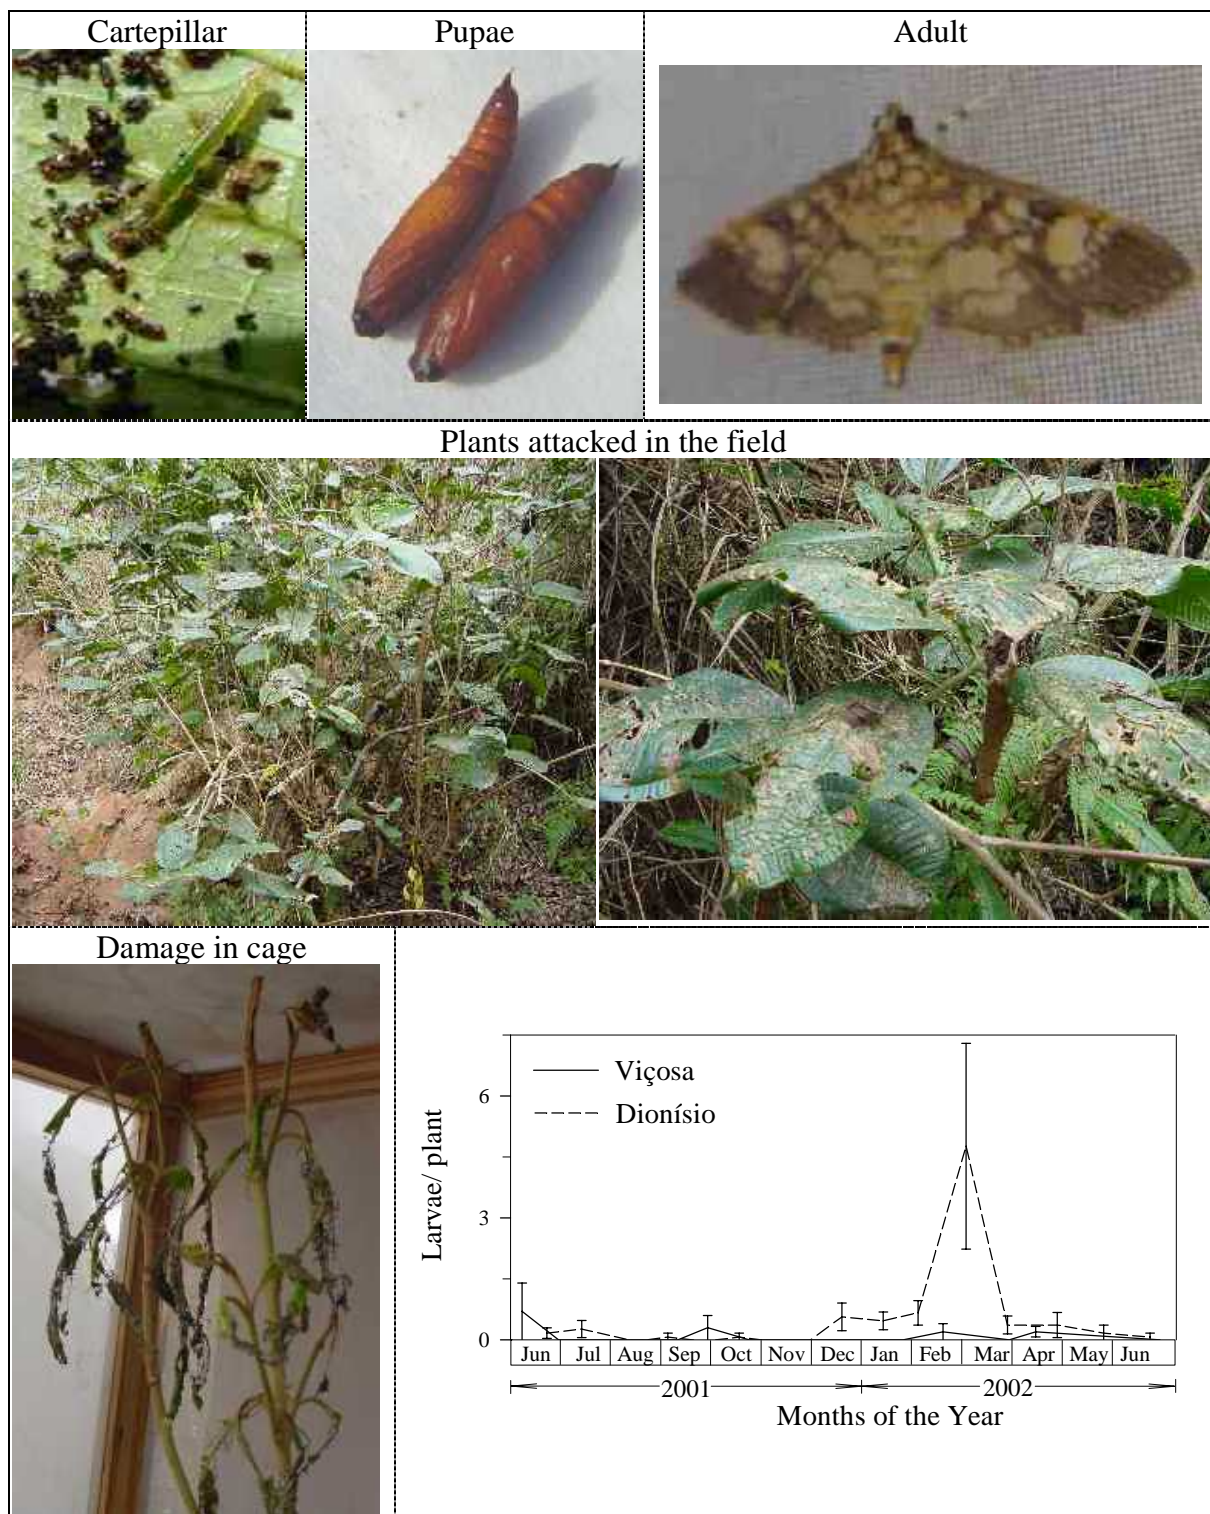 Cartepillar
Pupae
Adult
Plants attacked in the field
Damage in cage
Viçosa
Dionísio
Larvae/ plant
6
3
0
Jun Jul Aug Sep Oct Nov Dec Jan Feb Mar Apr May Jun
2001 2002
Months of the Year